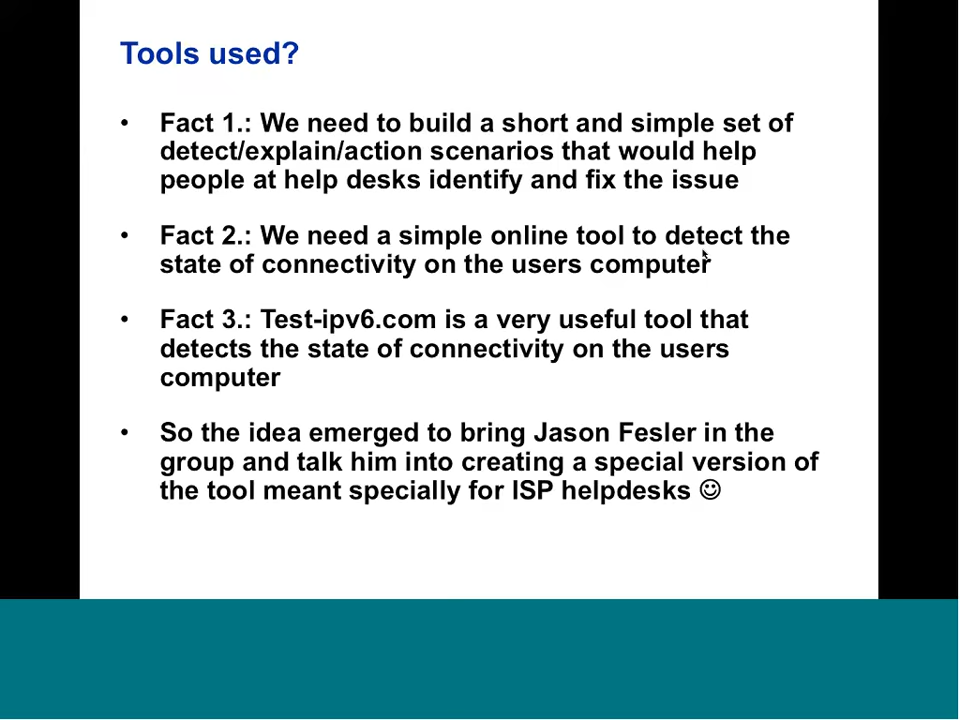 Tools used?
• Fact 1.: We need to build a short and simple set of
detect/explain/action scenarios that would help
people at help desks identify and fix the issue
• Fact 2.: We need a simple online tool to detect the
state of connectivity on the users computer
• Fact 3.: Test-ipv6.com is a very useful tool that
detects the state of connectivity on the users
computer
• So the idea emerged to bring Jason Fesler in the
group and talk him into creating a special version of
the tool meant specially for ISP helpdesks ☺